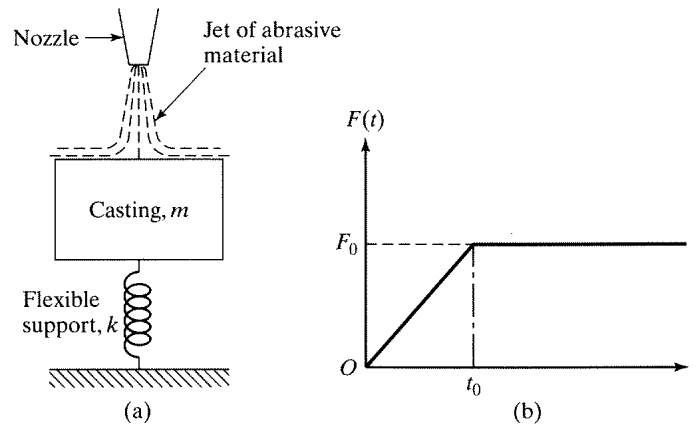 Nozzle
Jet of abrasive
material
Casting, m
Flexible
support, k
(a)
F(t)
F0
O
t0
(b)